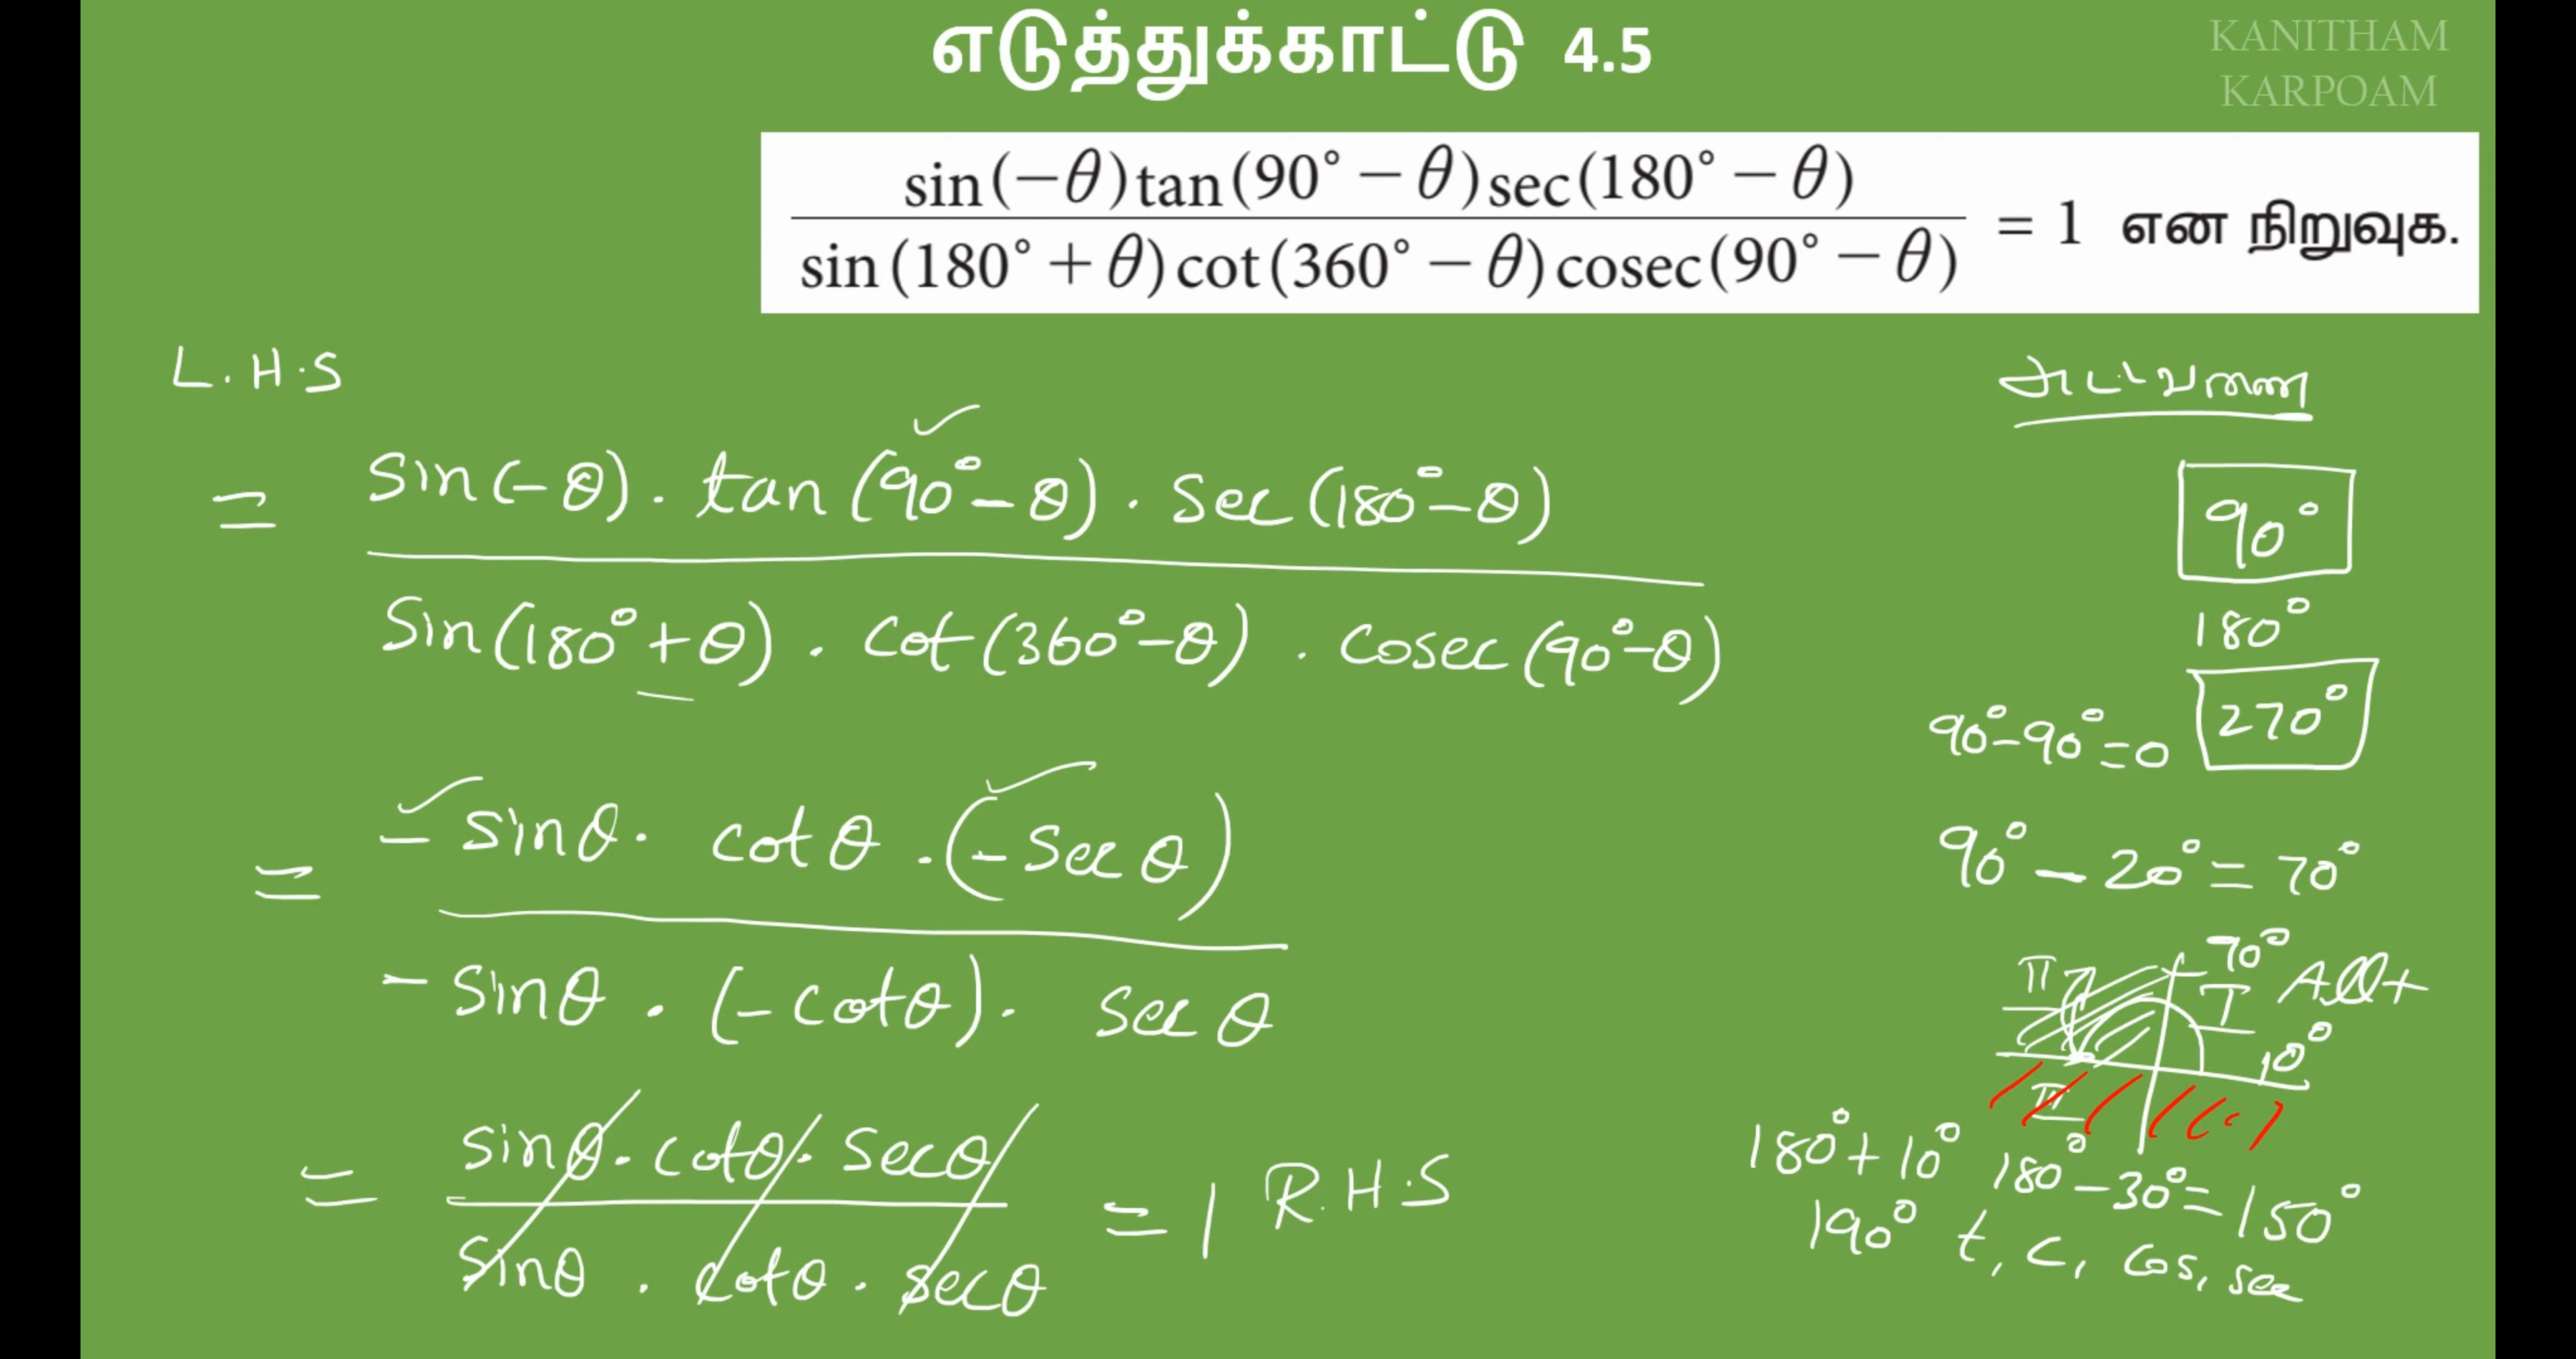 எடுத்துக்காட்டு 4.5
KANITHAM
KARPOAM
sin(−θ)tan(90° − θ)sec(180° − θ)
sin(180° + θ)cot(360° − θ)cosec(90° − θ)
= 1 என நிறுவுக.
L.H.S
= sin(-θ) . tan(90°-θ) . Sec(180°-θ)
Sin(180°+θ) . Cot(360°-θ) . Cosec(90°-θ)
= - sinθ . cotθ . (-Secθ)
- Sinθ . (-Cotθ) . Secθ
= sinθ . cotθ . secθ
sinθ . cotθ . secθ
= 1 R.H.S
அட்டவணை
90°
180°
270°
90°-90°=0
90° - 20° = 70°
II
70°
I
All+
10°
180°+10°
190°
180°-30°=150°
t, c, cos, sec